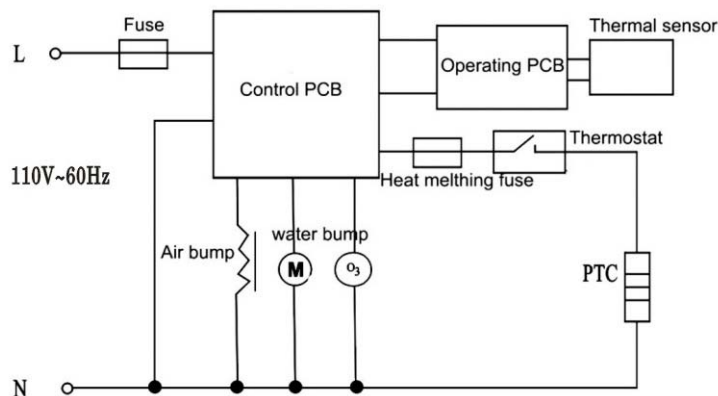 Fuse
Thermal sensor
L
Control PCB
Operating PCB
Thermostat
110V~60Hz
Heat melthing fuse
water bump
Air bump
M
O₃
PTC
N